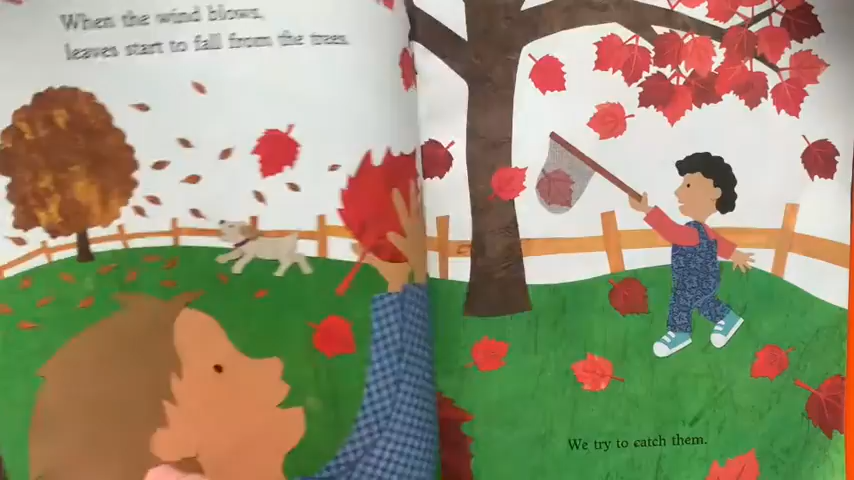 When the wind blows,
leaves start to fall from the trees.
We try to catch them.